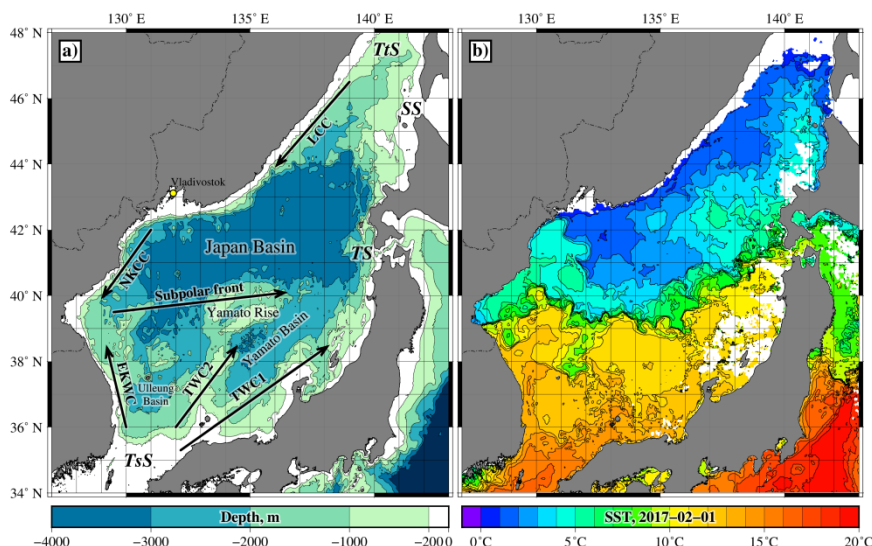 130° E 135° E 140° E 130° E 135° E 140° E
48° N
a) TtS b)
46° N
SS
LCC
44° N
Vladivostok
42° N
Japan Basin
TS
NKCC
40° N
Subpolar front
Yamato Rise
Yamato Basin
38° N
EKWC
Ulleung
Basin
TWC2
TWC1
36° N
TsS
34° N
Depth, m SST, 2017-02-01
−4000 −3000 −2000 −1000 −200 0 0°C 5°C 10°C 15°C 20°C